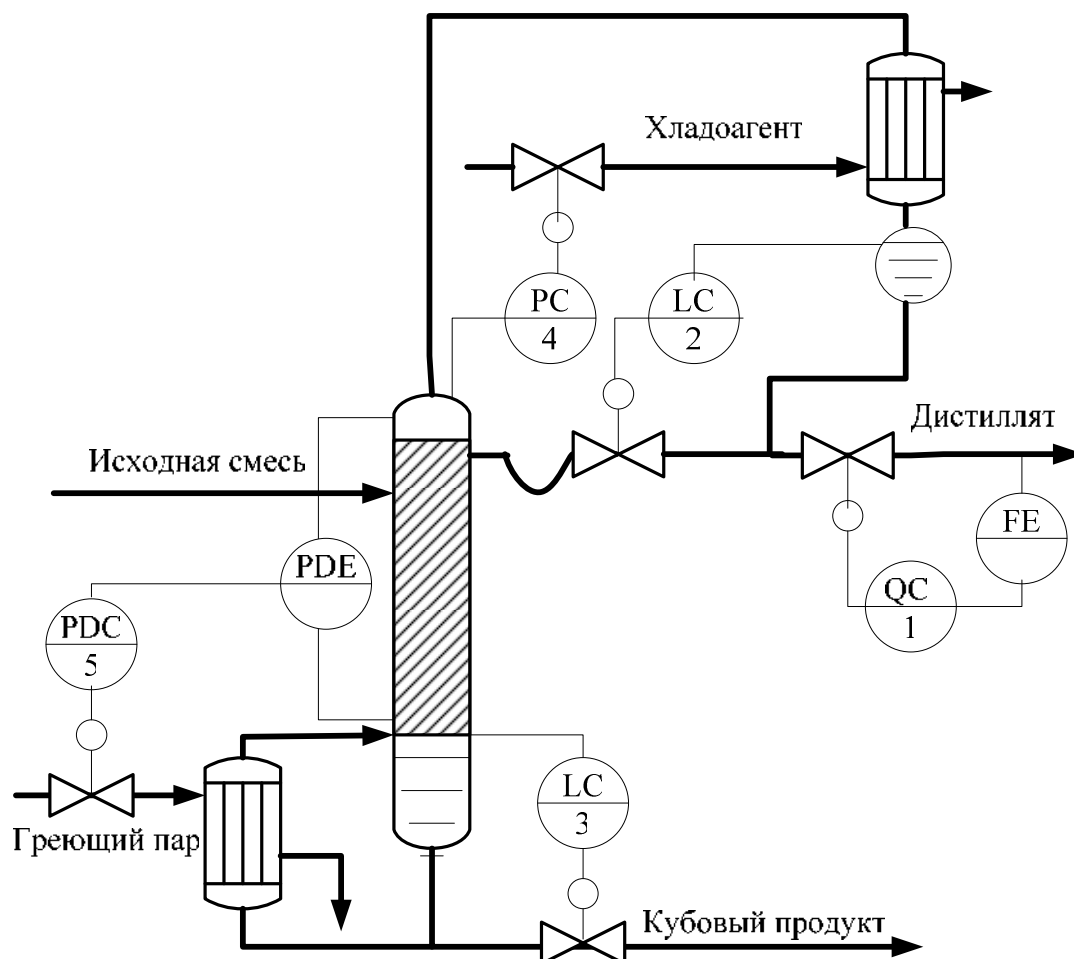 Хладоагент
PC
4
LC
2
Дистиллят
Исходная смесь
FE
PDE
QC
1
PDC
5
LC
3
Греющий пар
Кубовый продукт